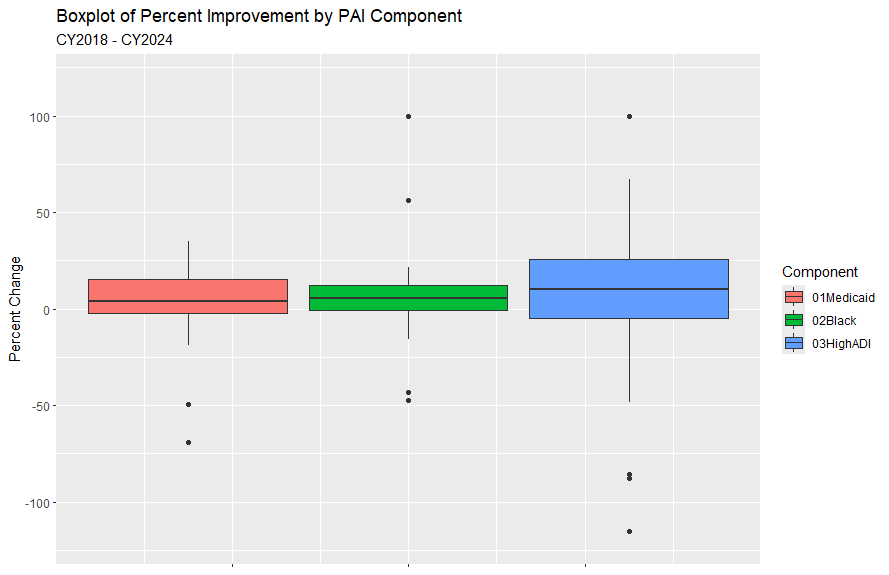 Boxplot of Percent Improvement by PAI Component
CY2018 - CY2024
Percent Change
100
50
0
-50
-100
Component
01Medicaid
02Black
03HighADI